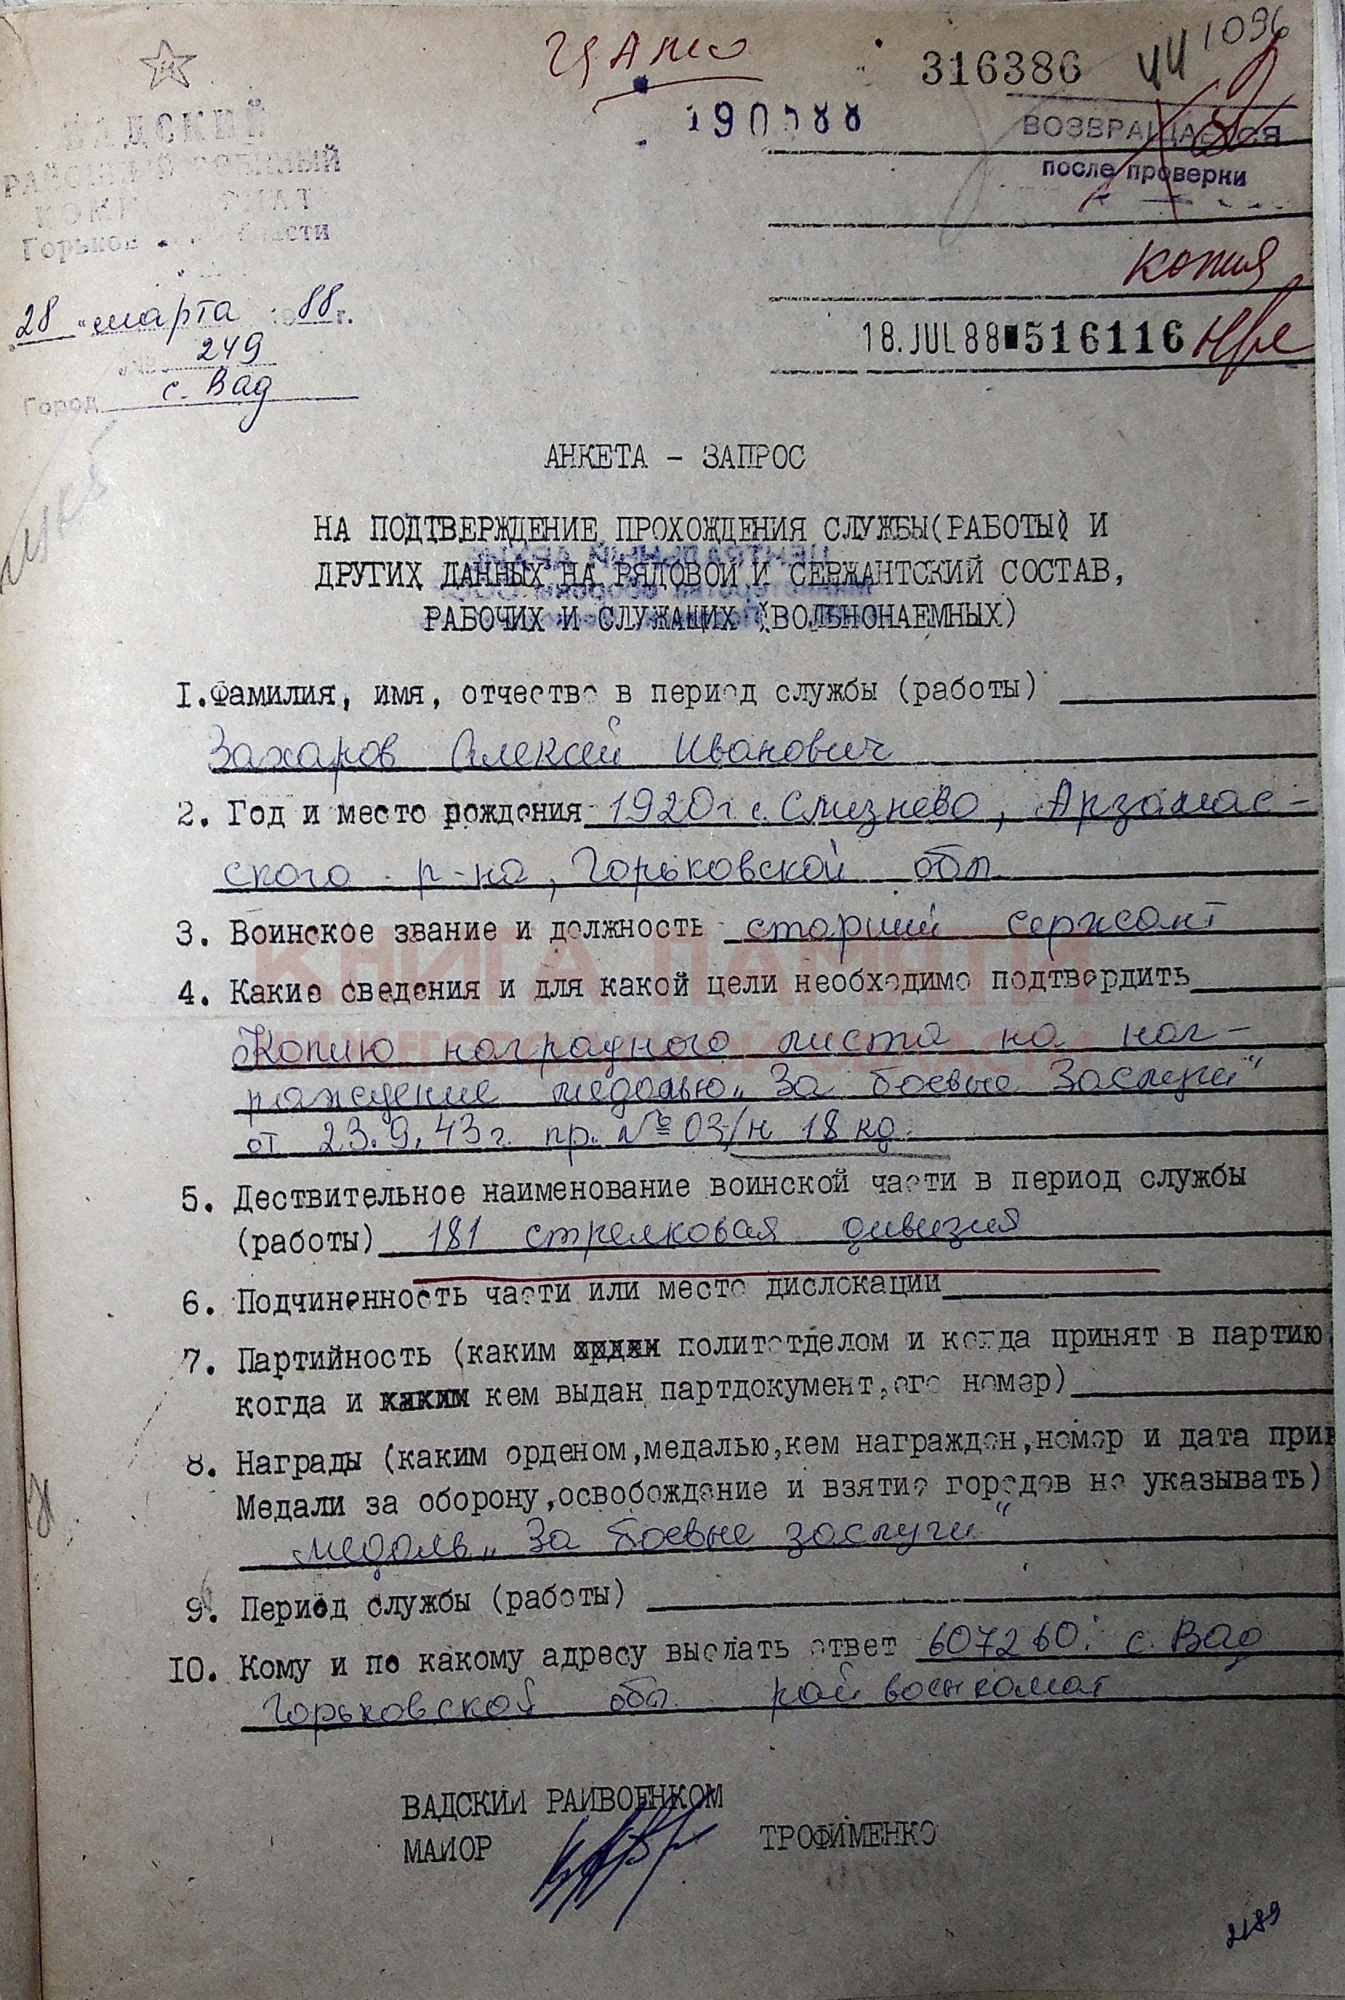 ЦАМО
316386
1096
ВАДСКИЙ
РАЙОННЫЙ ВОЕННЫЙ
ВОЗВРАЩАЕТСЯ
после проверки
копия
28 " марта 1988 г.
№ 249
18. JUL 88 516116
Город с. Вад
АНКЕТА - ЗАПРОС
НА ПОДТВЕРЖДЕНИЕ ПРОХОЖДЕНИЯ СЛУЖБЫ(РАБОТЫ) И
ДРУГИХ ДАННЫХ НА РЯДОВОЙ И СЕРЖАНТСКИЙ СОСТАВ,
РАБОЧИХ И СЛУЖАЩИХ (ВОЛЬНОНАЕМНЫХ)
I.Фамилия, имя, отчество в период службы (работы)
Захаров Алексей Иванович
2. Год и место рождения 1920 г. с. Слизнево, Арзамас-
ского р-на, Горьковской обл.
3. Воинское звание и должность старший сержант
4. Какие сведения и для какой цели необходимо подтвердить
Копию наградного листа на наг-
раждение медалью „За боевые заслуги"
от 23.9.43 г. пр. № 03/н 18 кд.
5. Дествительное наименование воинской части в период службы
(работы) 181 стрелковая дивизия
6. Подчиненность части или место дислокации
7. Партийность (каким политотделом и когда принят в партию,
когда и каким кем выдан партдокумент,его номер)
8. Награды (каким орденом,медалью,кем награжден,номер и дата при
Медали за оборону,освобождение и взятие городов не указывать)
медаль „За боевые заслуги"
9. Период службы (работы)
10. Кому и по какому адресу выслать ответ 607260. с. Вад
Горьковской обл. райвоенкомат
КНИГА ПАМЯТИ
НИЖЕГОРОДСКОЙ ОБЛАСТИ
ВАДСКИЙ РАЙВОЕНКОМ
МАЙОР ТРОФИМЕНКО
2189